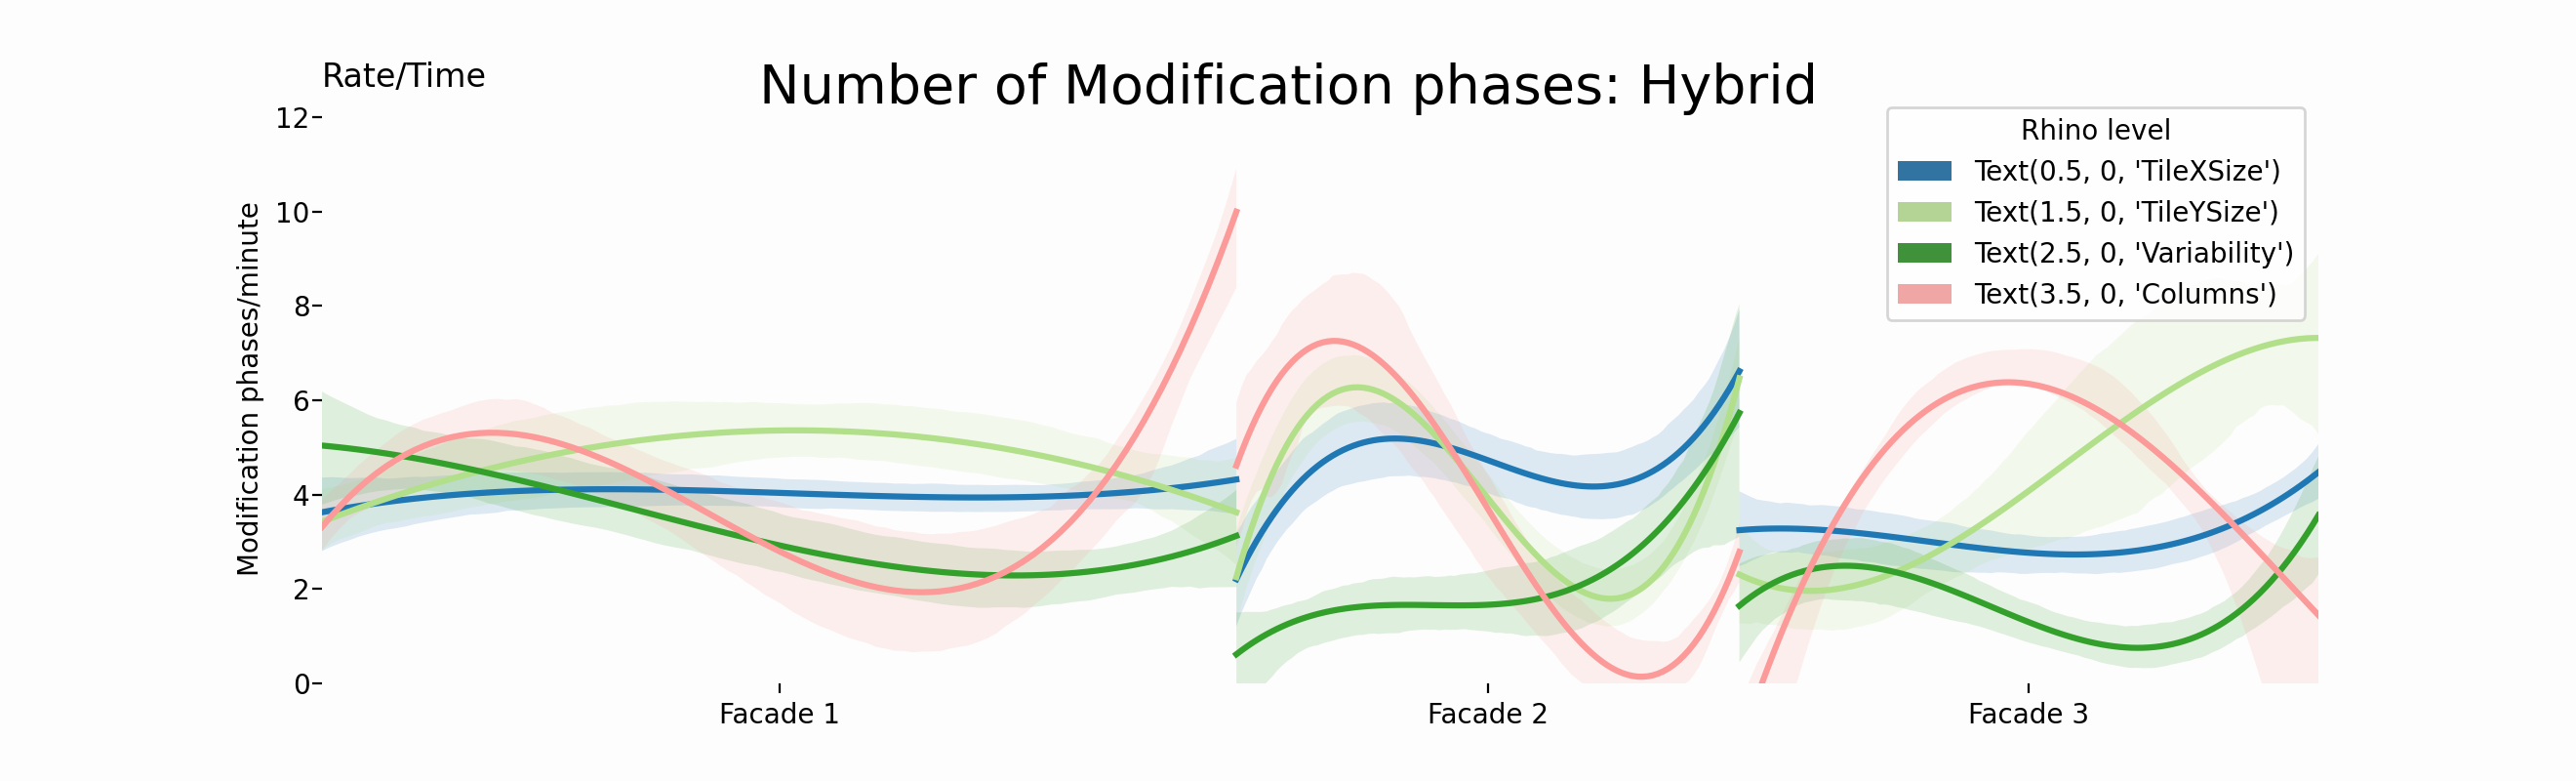 Rate/Time
Number of Modification phases: Hybrid
Modification phases/minute
12
10
8
6
4
2
0
Rhino level
Text(0.5, 0, 'TileXSize')
Text(1.5, 0, 'TileYSize')
Text(2.5, 0, 'Variability')
Text(3.5, 0, 'Columns')
Facade 1
Facade 2
Facade 3